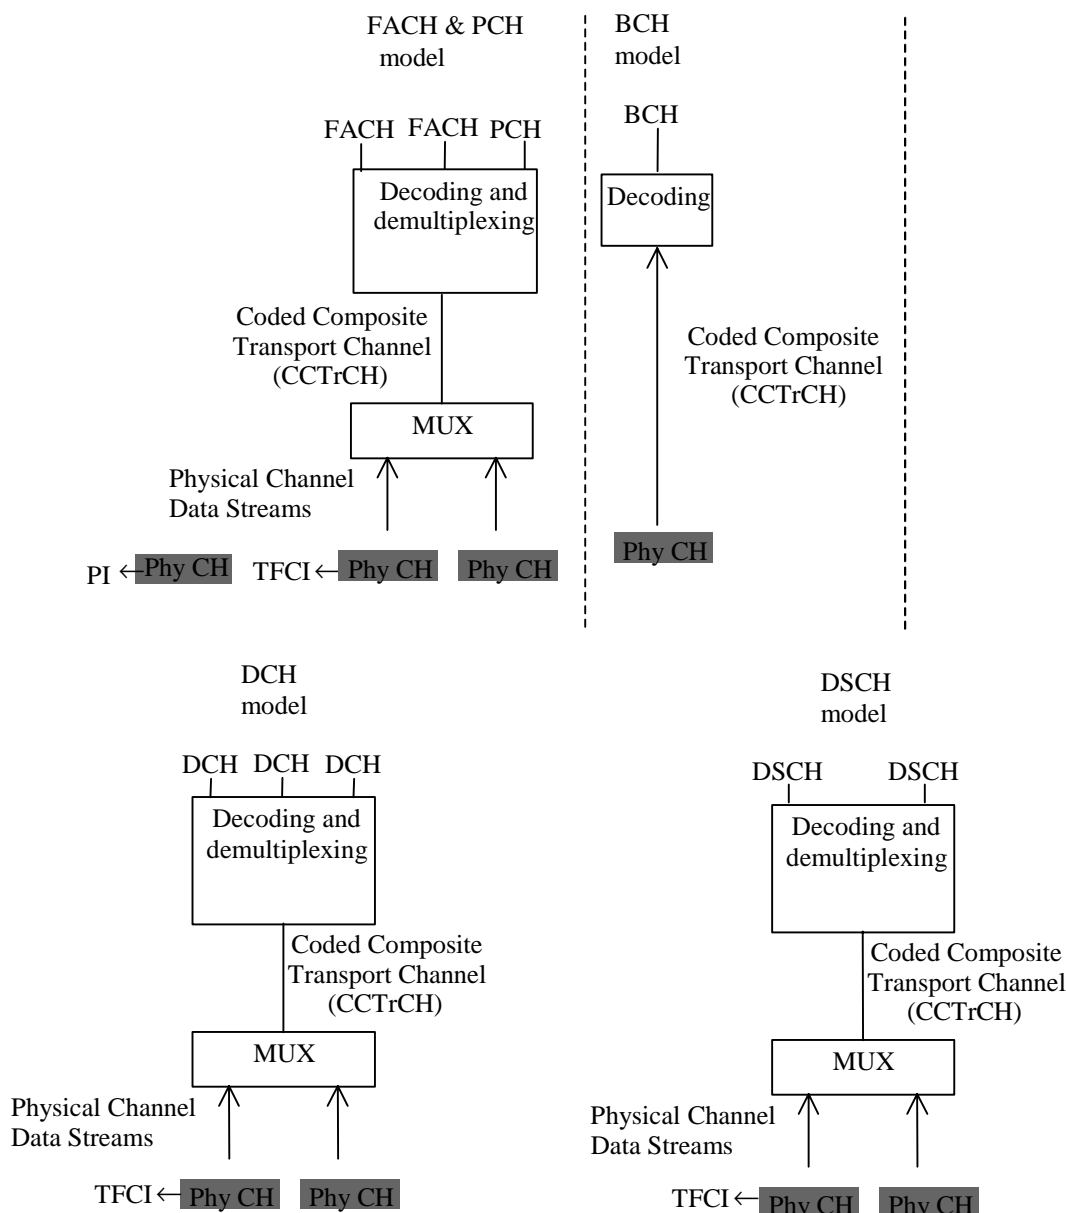 FACH & PCH
model
BCH
model
FACH FACH PCH
BCH
Decoding and
demultiplexing
Decoding
Coded Composite
Transport Channel
(CCTrCH)
Coded Composite
Transport Channel
(CCTrCH)
MUX
Physical Channel
Data Streams
PI Phy CH TFCI Phy CH Phy CH
Phy CH
DCH
model
DSCH
model
DCH DCH DCH
DSCH DSCH
Decoding and
demultiplexing
Decoding and
demultiplexing
Coded Composite
Transport Channel
(CCTrCH)
Coded Composite
Transport Channel
(CCTrCH)
MUX
MUX
Physical Channel
Data Streams
Physical Channel
Data Streams
TFCI Phy CH Phy CH
TFCI Phy CH Phy CH